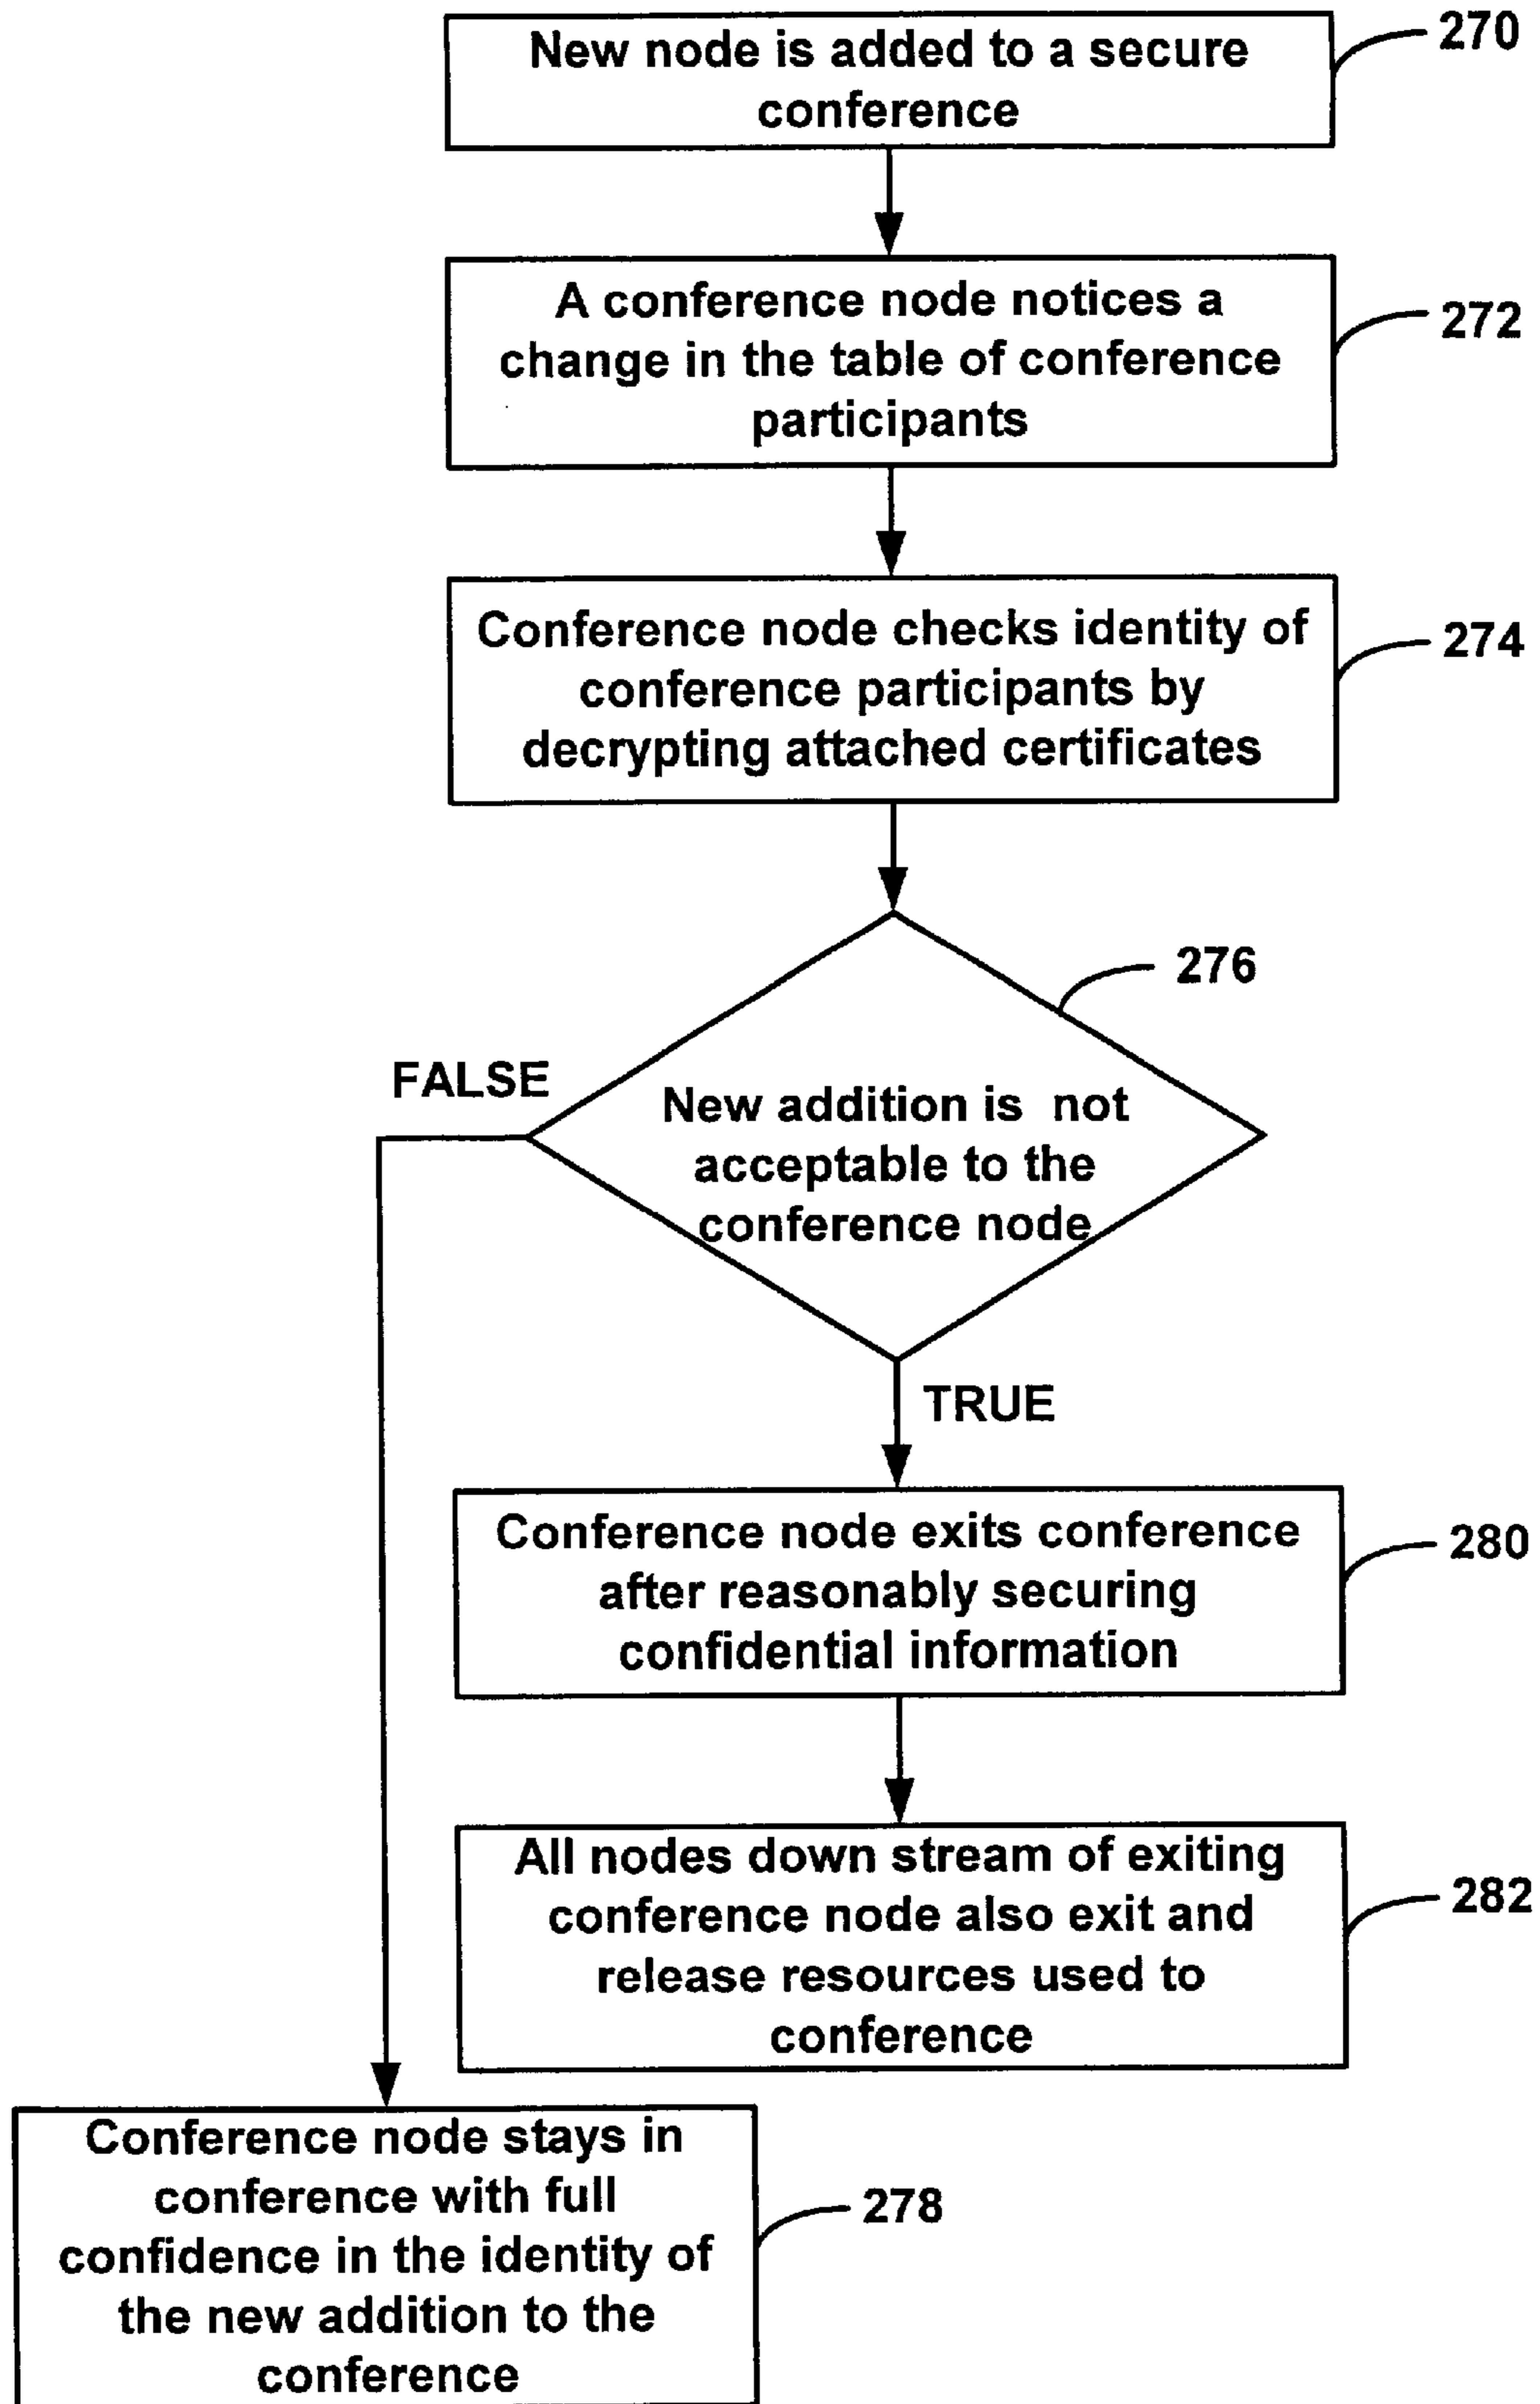 New node is added to a secure
conference
270
A conference node notices a
change in the table of conference
participants
272
Conference node checks identity of
conference participants by
decrypting attached certificates
274
276
FALSE
New addition is not
acceptable to the
conference node
TRUE
Conference node exits conference
after reasonably securing
confidential information
280
All nodes down stream of exiting
conference node also exit and
release resources used to
conference
282
Conference node stays in
conference with full
confidence in the identity of
the new addition to the
conference
278